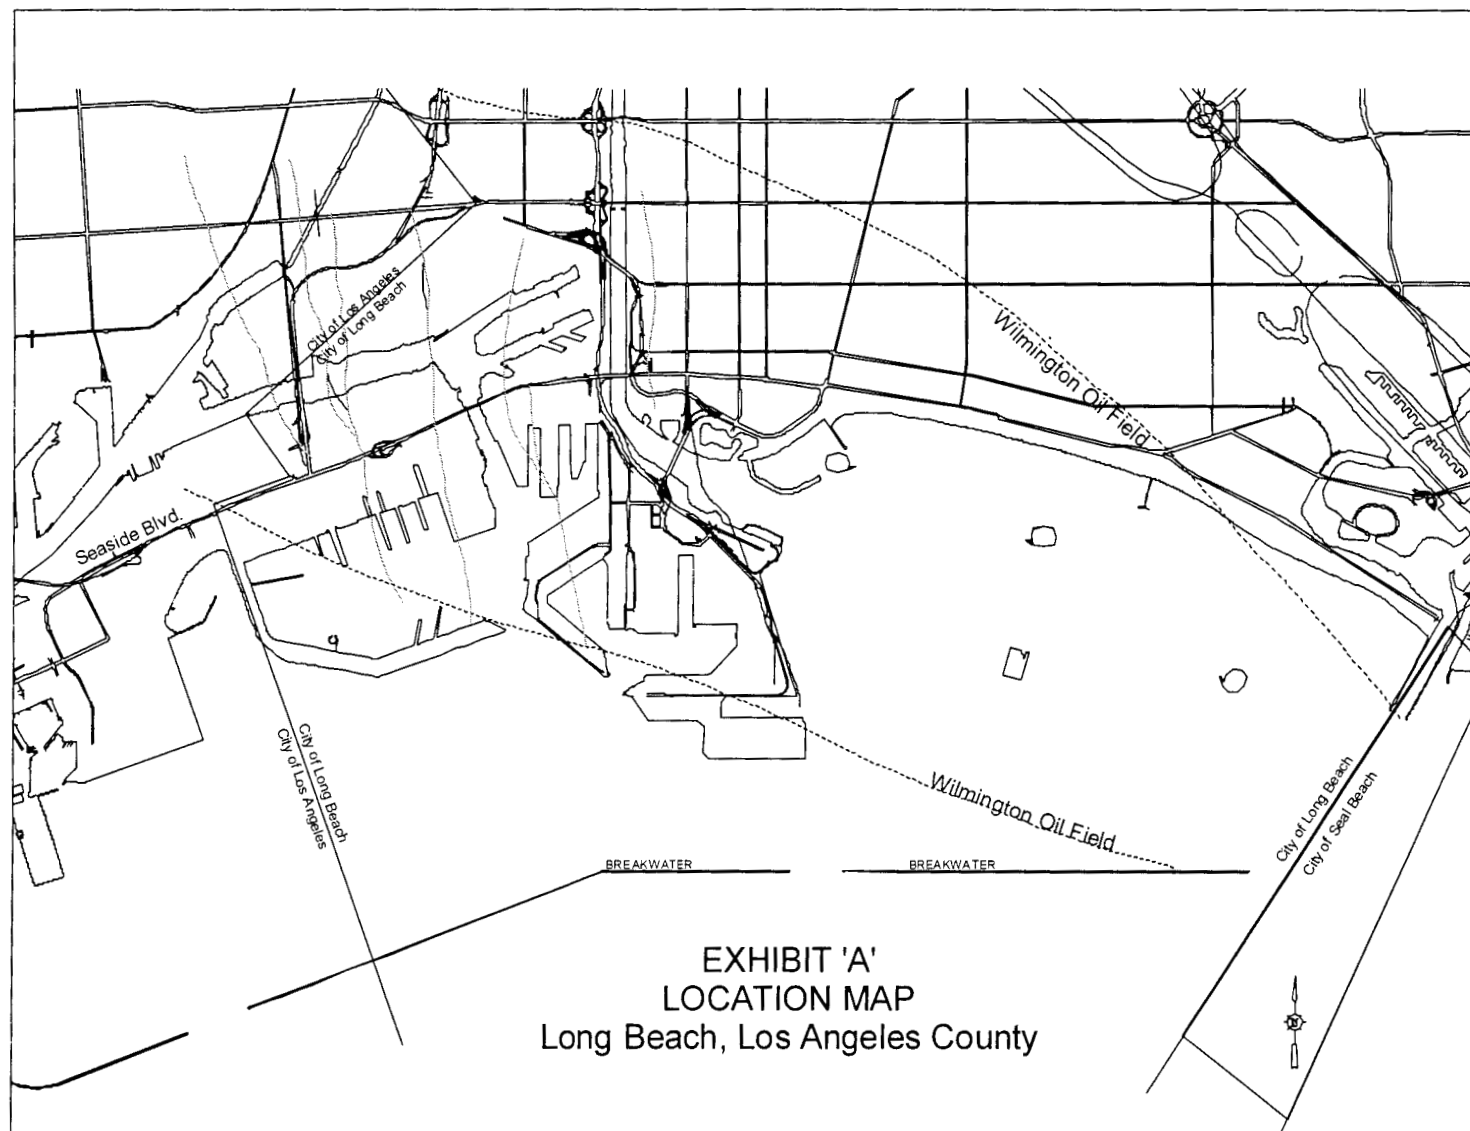 City of Los Angeles
City of Long Beach
Wilmington Oil Field
Seaside Blvd.
City of Long Beach
City of Los Angeles
Wilmington Oil Field
City of Long Beach
City of Seal Beach
BREAKWATER
BREAKWATER
EXHIBIT 'A'
LOCATION MAP
Long Beach, Los Angeles County